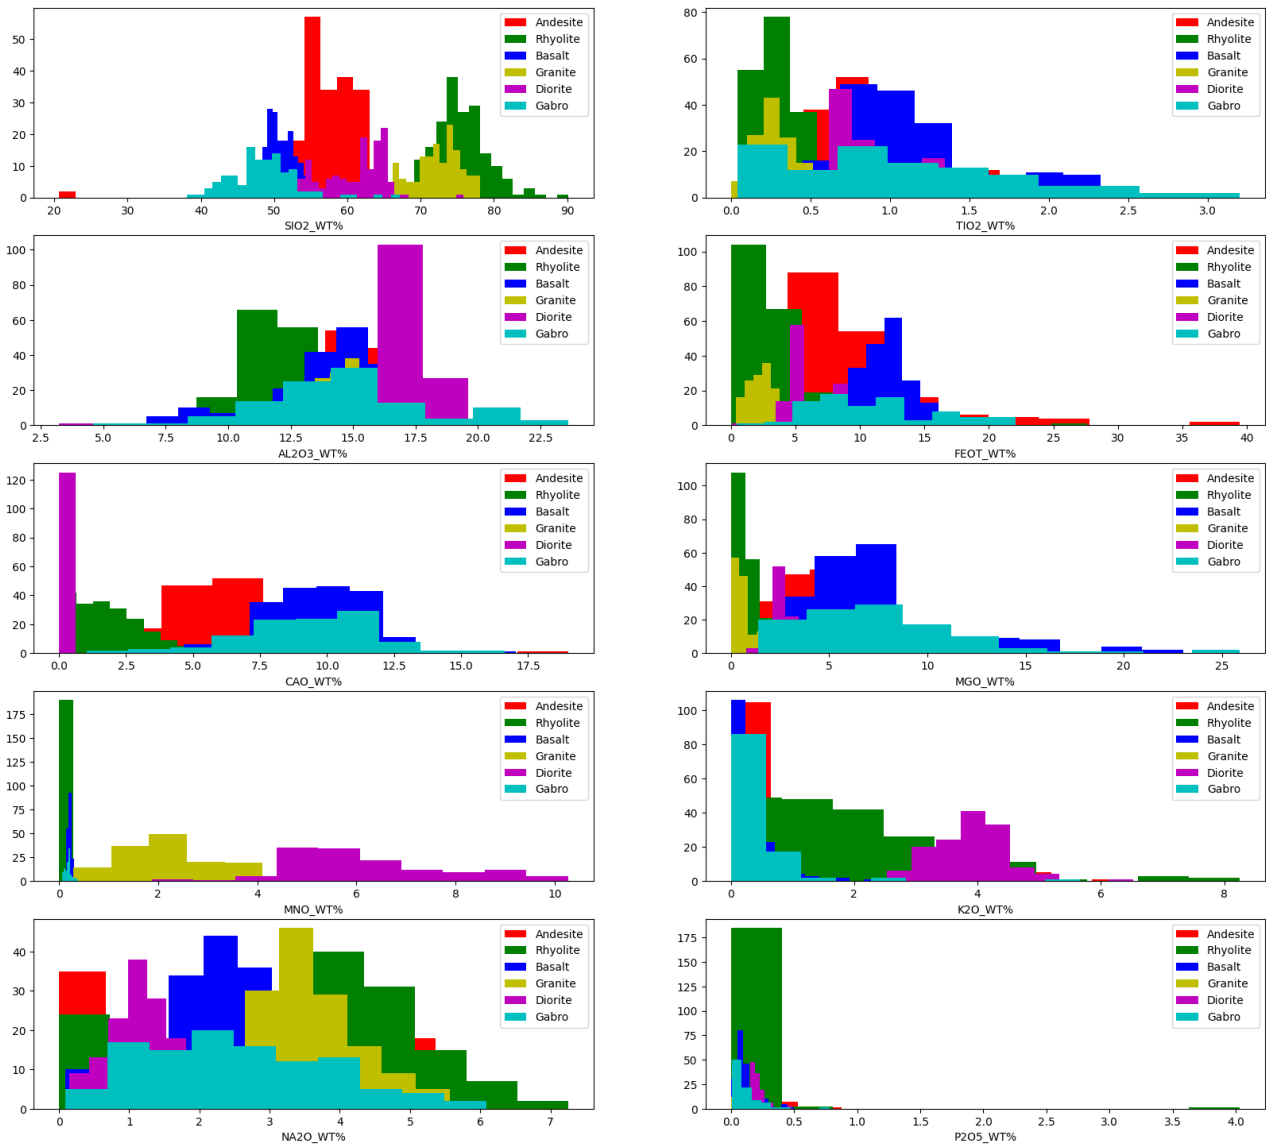 60
50
40
30
20
10
0
20
30
40
50
60
70
80
90
SIO2_WT%
Andesite
Rhyolite
Basalt
Granite
Diorite
Gabro
80
60
40
20
0
0.0
0.5
1.0
1.5
2.0
2.5
3.0
TIO2_WT%
Andesite
Rhyolite
Basalt
Granite
Diorite
Gabro
100
80
60
40
20
0
2.5
5.0
7.5
10.0
12.5
15.0
17.5
20.0
22.5
AL2O3_WT%
Andesite
Rhyolite
Basalt
Granite
Diorite
Gabro
100
80
60
40
20
0
0
5
10
15
20
25
30
35
40
FEOT_WT%
Andesite
Rhyolite
Basalt
Granite
Diorite
Gabro
120
100
80
60
40
20
0
0.0
2.5
5.0
7.5
10.0
12.5
15.0
17.5
CAO_WT%
Andesite
Rhyolite
Basalt
Granite
Diorite
Gabro
100
80
60
40
20
0
0
5
10
15
20
25
MGO_WT%
Andesite
Rhyolite
Basalt
Granite
Diorite
Gabro
175
150
125
100
75
50
25
0
0
2
4
6
8
10
MNO_WT%
Andesite
Rhyolite
Basalt
Granite
Diorite
Gabro
100
80
60
40
20
0
0
2
4
6
8
K2O_WT%
Andesite
Rhyolite
Basalt
Granite
Diorite
Gabro
40
30
20
10
0
0
1
2
3
4
5
6
7
NA2O_WT%
Andesite
Rhyolite
Basalt
Granite
Diorite
Gabro
175
150
125
100
75
50
25
0
0.0
0.5
1.0
1.5
2.0
2.5
3.0
3.5
4.0
P2O5_WT%
Andesite
Rhyolite
Basalt
Granite
Diorite
Gabro